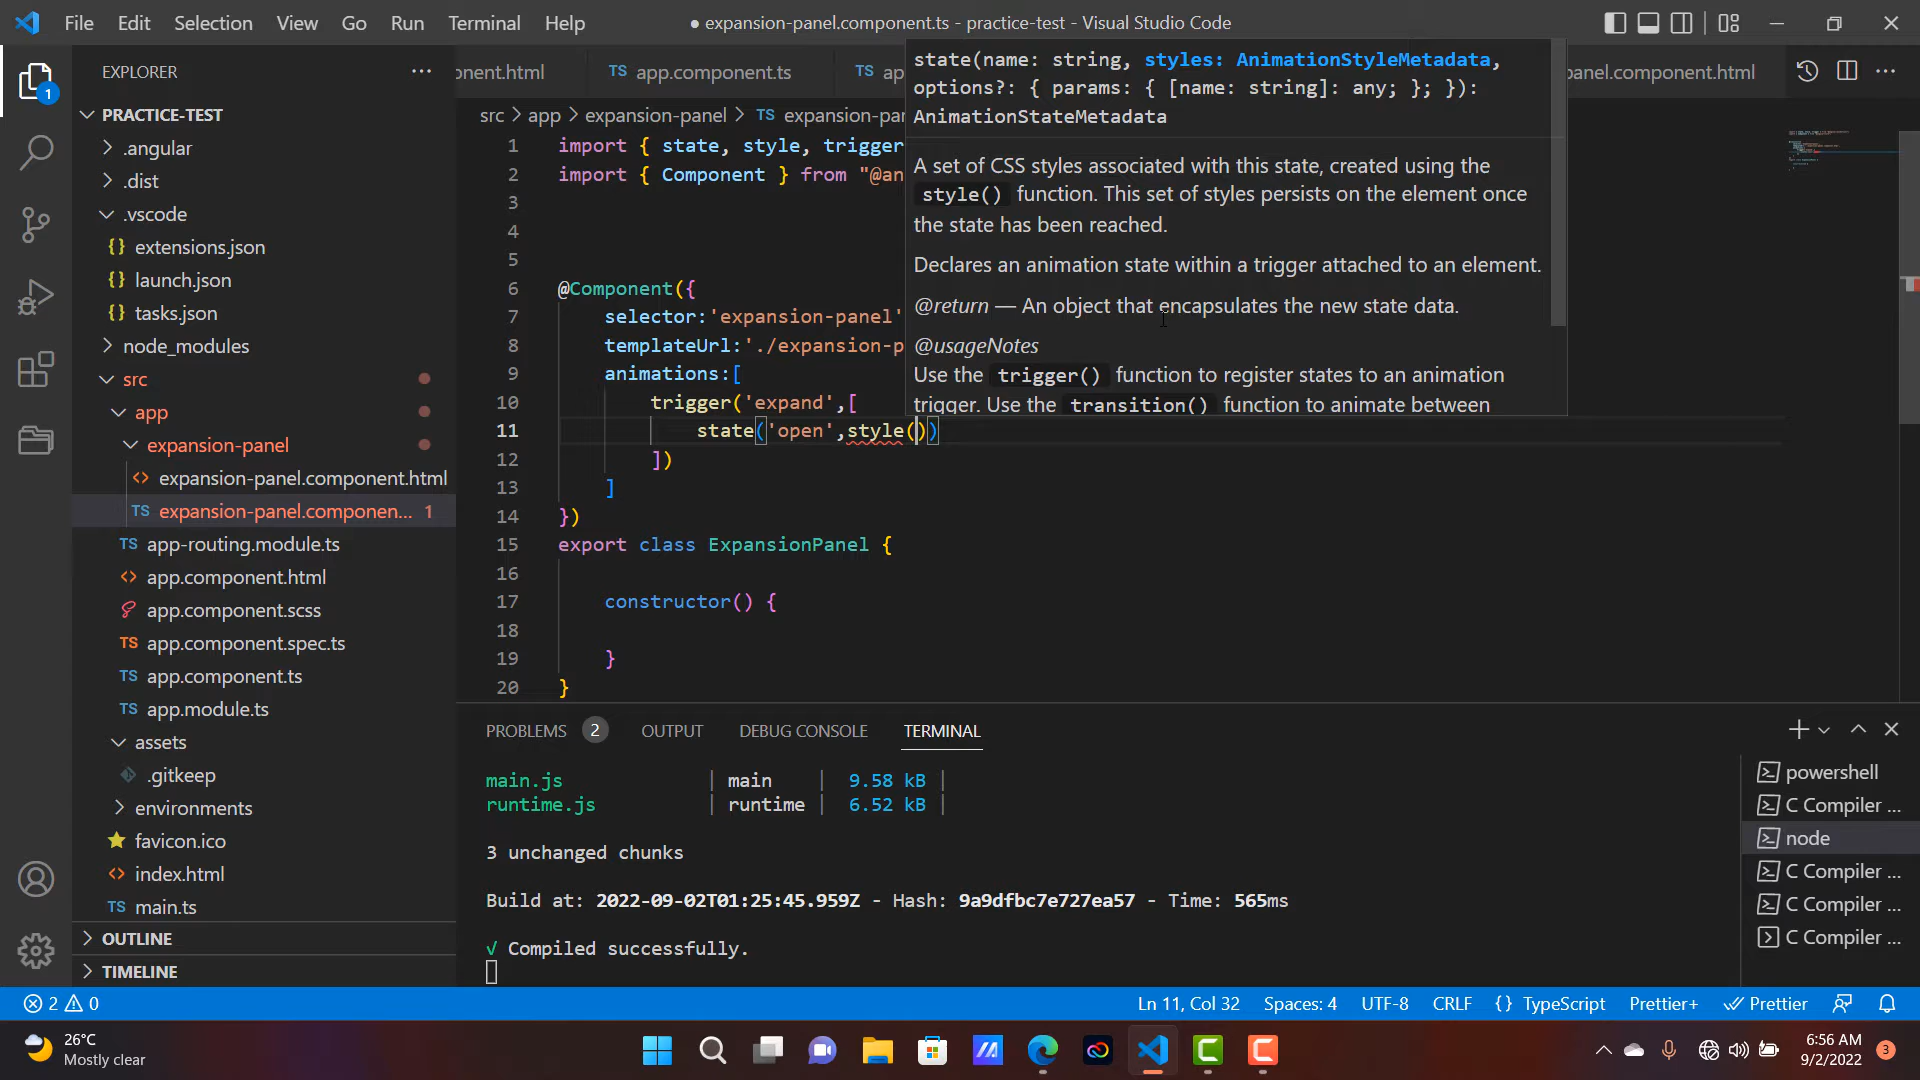 File Edit Selection View Go Run Terminal Help
● expansion-panel.component.ts - practice-test - Visual Studio Code
EXPLORER
PRACTICE-TEST
.angular
.dist
.vscode
{} extensions.json
{} launch.json
{} tasks.json
node_modules
src
app
expansion-panel
<> expansion-panel.component.html
TS expansion-panel.componen... 1
TS app-routing.module.ts
<> app.component.html
app.component.scss
TS app.component.spec.ts
TS app.component.ts
TS app.module.ts
assets
.gitkeep
environments
favicon.ico
<> index.html
TS main.ts
OUTLINE
TIMELINE
1
onent.html TS app.component.ts TS ap
panel.component.html
src > app > expansion-panel > TS expansion-par
1 import { state, style, trigger
2 import { Component } from "@an
3
4
5
6 @Component({
7 selector:'expansion-panel'
8 templateUrl:'./expansion-p
9 animations:[
10 trigger('expand',[
11 state('open',style())
12 ])
13 ]
14 })
15 export class ExpansionPanel {
16
17 constructor() {
18
19 }
20 }
state(name: string, styles: AnimationStyleMetadata,
options?: { params: { [name: string]: any; }; }):
AnimationStateMetadata
A set of CSS styles associated with this state, created using the
style() function. This set of styles persists on the element once
the state has been reached.
Declares an animation state within a trigger attached to an element.
@return — An object that encapsulates the new state data.
@usageNotes
Use the trigger() function to register states to an animation
trigger. Use the transition() function to animate between
PROBLEMS 2 OUTPUT DEBUG CONSOLE TERMINAL
main.js | main | 9.58 kB |
runtime.js | runtime | 6.52 kB |
3 unchanged chunks
Build at: 2022-09-02T01:25:45.959Z - Hash: 9a9dfbc7e727ea57 - Time: 565ms
√ Compiled successfully.
powershell
C Compiler ...
node
C Compiler ...
C Compiler ...
C Compiler ...
2 0
Ln 11, Col 32 Spaces: 4 UTF-8 CRLF {} TypeScript Prettier+ Prettier
26°C
Mostly clear
6:56 AM
9/2/2022
3